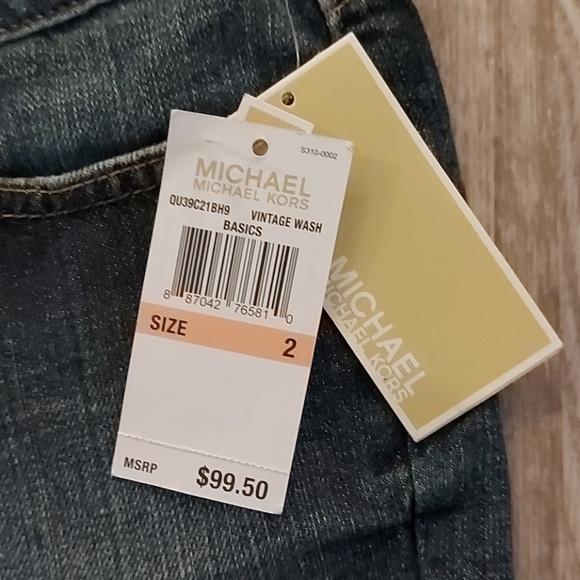 S310-0002
MICHAEL
MICHAEL KORS
QU39C21BH9 VINTAGE WASH
BASICS
8 87042 76581 0
SIZE 2
MSRP $99.50
MICHAEL
MICHAEL KORS